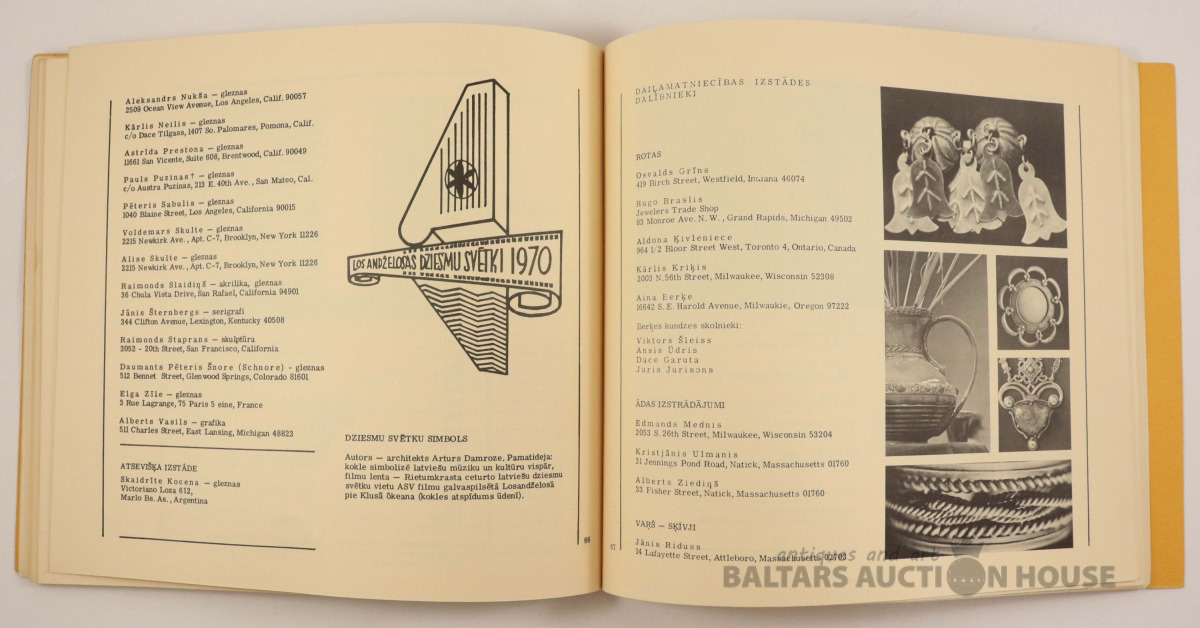 Aleksandrs Nukša — gleznas
2509 Ocean View Avenue, Los Angeles, Calif. 90057
Kārlis Neilis — gleznas
c/o Dace Tilgass, 1407 So. Palomares, Pomona, Calif.
Astrīda Prestona — gleznas
11661 San Vicente, Suite 608, Brentwood, Calif. 90049
Pauls Puzinas† — gleznas
c/o Austra Puzinas, 213 E. 40th Ave., San Mateo, Cal.
Pēteris Sabulis — gleznas
1040 Blaine Street, Los Angeles, California 90015
Voldemars Skulte — gleznas
2215 Newkirk Ave., Apt. C-7, Brooklyn, New York 11226
Alise Skulte — gleznas
2215 Newkirk Av., Apt. C-7, Brooklyn, New York 11226
Raimonds Slaidiņš — akrilika, gleznas
36 Chula Vista Drive, San Rafael, California 94901
Jānis Šternbergs — serigrafi
344 Clifton Avenue, Lexington, Kentucky 40508
Raimonds Staprans — skulptūra
2052 - 20th Street, San Francisco, California
Daumants Pēteris Šnore (Schnore) - gleznas
512 Bennet Street, Glenwood Springs, Colorado 81601
Elga Zīle — gleznas
3 Rue Lagrange, 75 Paris 5 eine, France
Alberts Vasils — grafika
511 Charles Street, East Lansing, Michigan 48823
ATSEVIŠĶA IZSTĀDE
Skaidrīte Kocena — gleznas
Victoriano Loza 612,
Marlo Bs. As., Argentina
LOS ANDŽELOSAS DZIESMU SVĒTKI 1970
DZIESMU SVĒTKU SIMBOLS
Autors — architekts Arturs Damroze. Pamatideja:
kokle simbolizē latviešu mūziku un kultūru vispār,
filmu lenta — Rietumkrasta ceturto latviešu dziesmu
svētku vietu ASV filmu galvaspilsētā Losandželosā
pie Klusā ōkeana (kokles atspīdums ūdenī).
66
DAIĻAMATNIECĪBAS IZSTĀDES
DALĪBNIEKI
ROTAS
Osvalds Grīns
419 Birch Street, Westfield, Indiana 46074
Hugo Braslis
Jewelers Trade Shop
63 Monroe Ave. N.W., Grand Rapids, Michigan 49502
Aldona Ķivleniece
964 1/2 Bloor Street West, Toronto 4, Ontario, Canada
Kārlis Kriķis
2003 N.56th Street, Milwaukee, Wisconsin 52308
Aina Berķe
16642 S.E. Harold Avenue, Milwaukie, Oregon 97222
Berķes kundzes skolnieki:
Viktors Šleiss
Ansis Ūdris
Dace Garuta
Juris Jurisons
ĀDAS IZSTRĀDĀJUMI
Edmunds Mednis
2053 S.26th Street, Milwaukee, Wisconsin 53204
Kristjānis Ulmanis
31 Jennings Pond Road, Natick, Massachusetts 01760
Alberts Ziediņš
33 Fisher Street, Natick, Massachusetts 01760
VAŖŠ — SĶĪVJI
Jānis Riduss
14 Lafayette Street, Attleboro, Massachusetts 02703
67
antiques and art
BALTARS AUCTION HOUSE